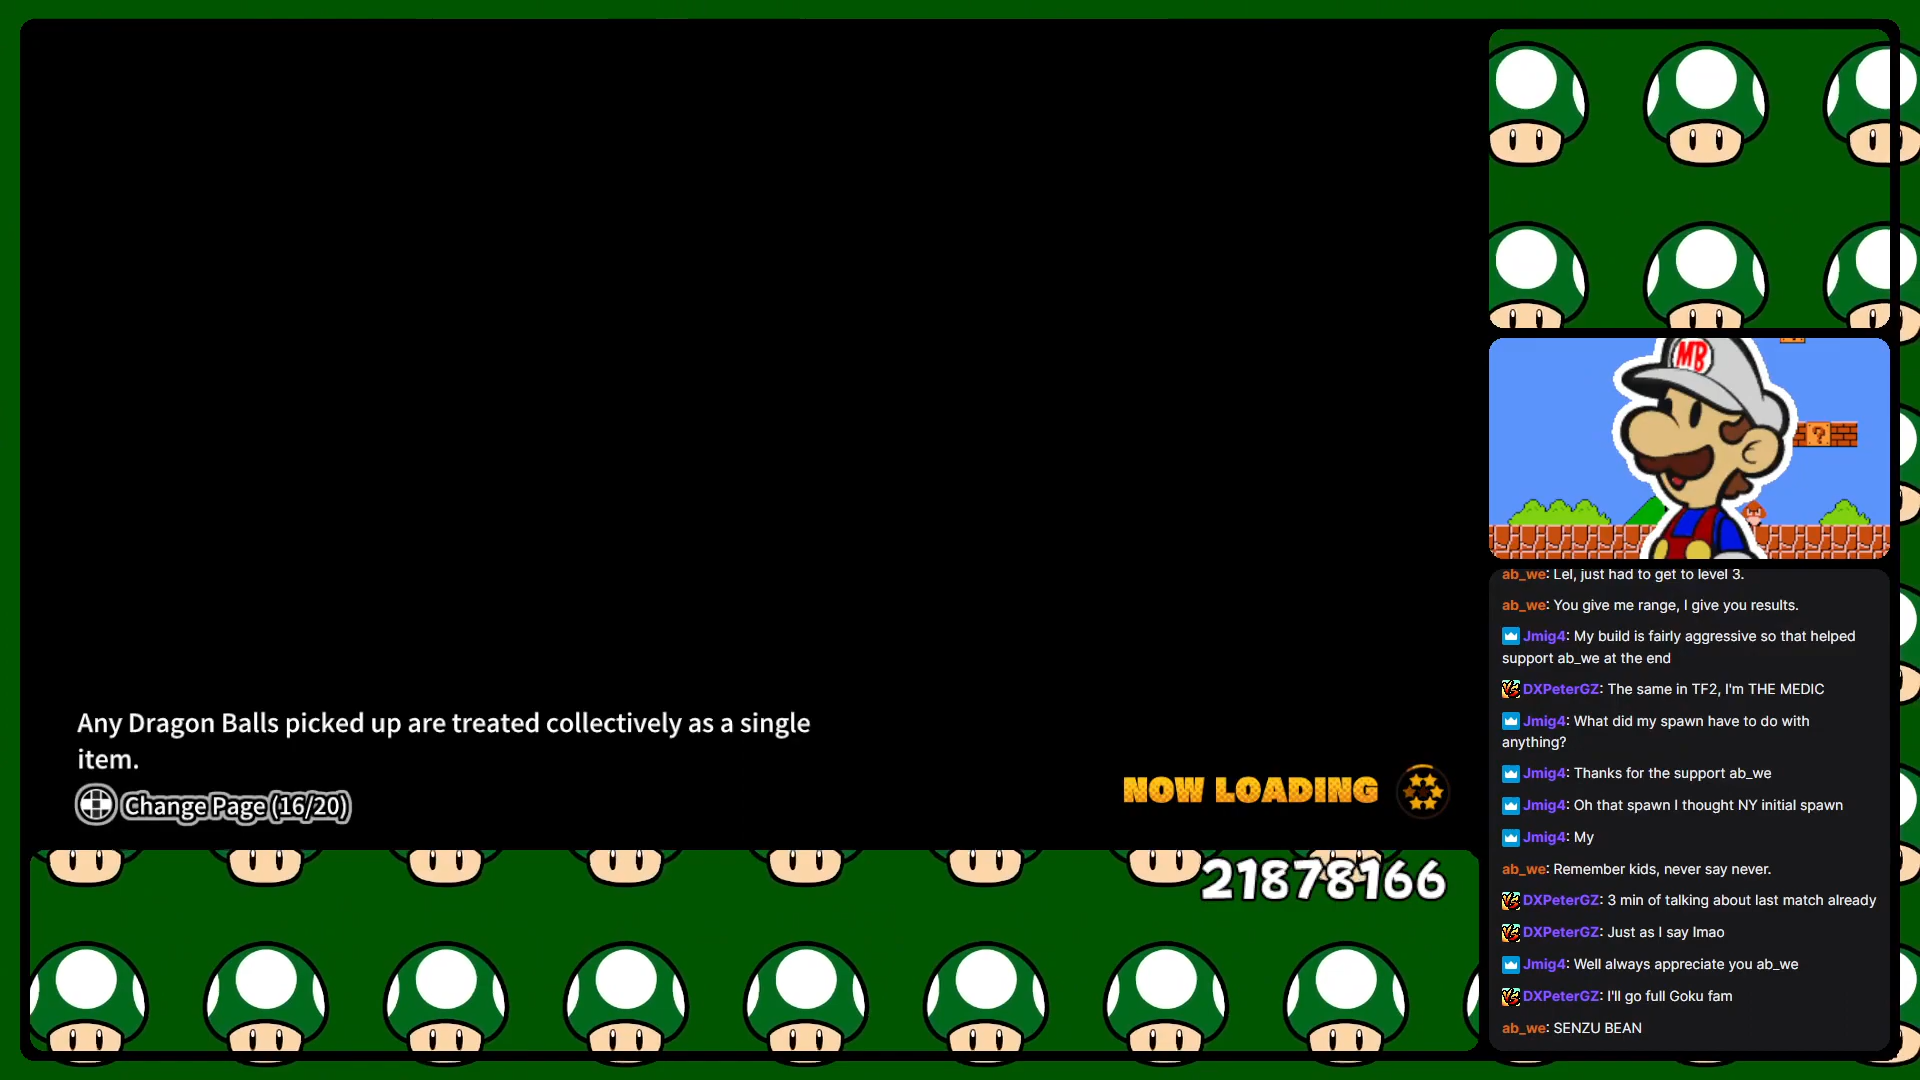 Any Dragon Balls picked up are treated collectively as a single
item.
Change Page (16/20)
NOW LOADING
21878166
MB
?
ab_we: Lel, just had to get to level 3.
ab_we: You give me range, I give you results.
Jmig4: My build is fairly aggressive so that helped
support ab_we at the end
DXPeterGZ: The same in TF2, I'm THE MEDIC
Jmig4: What did my spawn have to do with
anything?
Jmig4: Thanks for the support ab_we
Jmig4: Oh that spawn I thought NY initial spawn
Jmig4: My
ab_we: Remember kids, never say never.
DXPeterGZ: 3 min of talking about last match already
DXPeterGZ: Just as I say lmao
Jmig4: Well always appreciate you ab_we
DXPeterGZ: I'll go full Goku fam
ab_we: SENZU BEAN